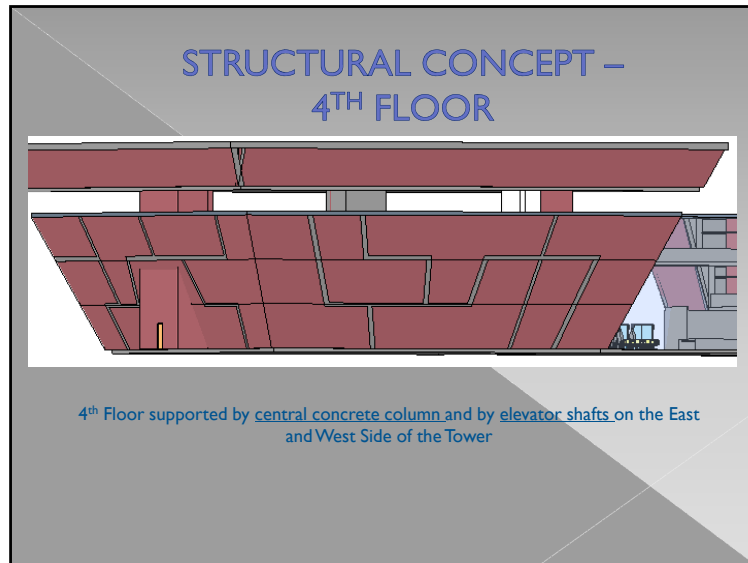 STRUCTURAL CONCEPT –
4TH FLOOR
4th Floor supported by central concrete column and by elevator shafts on the East
and West Side of the Tower